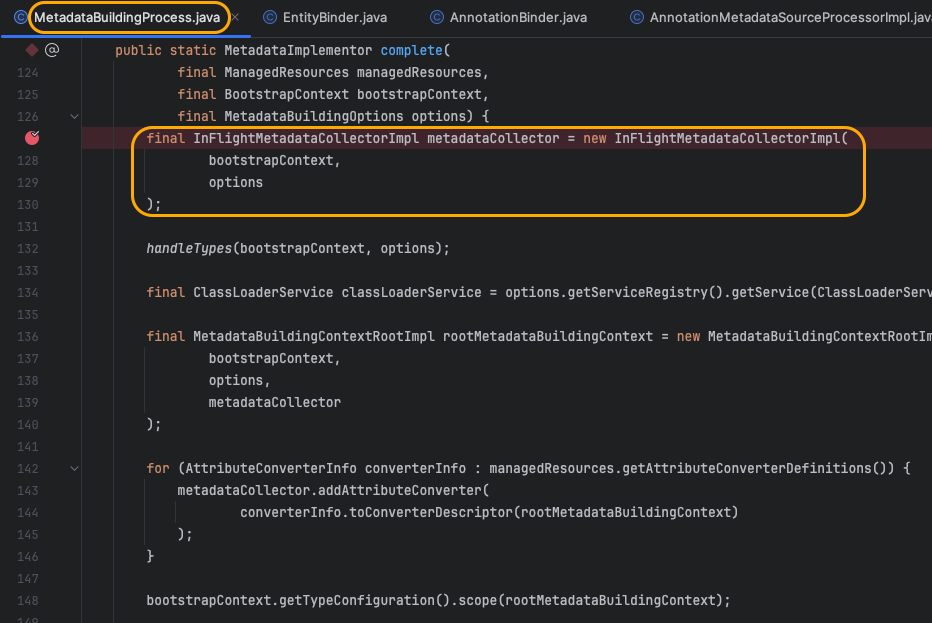 MetadataBuildingProcess.java × EntityBinder.java AnnotationBinder.java AnnotationMetadataSourceProcessorImpl.jav
@ public static MetadataImplementor complete(
124 final ManagedResources managedResources,
125 final BootstrapContext bootstrapContext,
126 final MetadataBuildingOptions options) {
final InFlightMetadataCollectorImpl metadataCollector = new InFlightMetadataCollectorImpl(
128 bootstrapContext,
129 options
130 );
131
132 handleTypes(bootstrapContext, options);
133
134 final ClassLoaderService classLoaderService = options.getServiceRegistry().getService(ClassLoaderServ
135
136 final MetadataBuildingContextRootImpl rootMetadataBuildingContext = new MetadataBuildingContextRootIm
137 bootstrapContext,
138 options,
139 metadataCollector
140 );
141
142 for (AttributeConverterInfo converterInfo : managedResources.getAttributeConverterDefinitions()) {
143 metadataCollector.addAttributeConverter(
144 converterInfo.toConverterDescriptor(rootMetadataBuildingContext)
145 );
146 }
147
148 bootstrapContext.getTypeConfiguration().scope(rootMetadataBuildingContext);